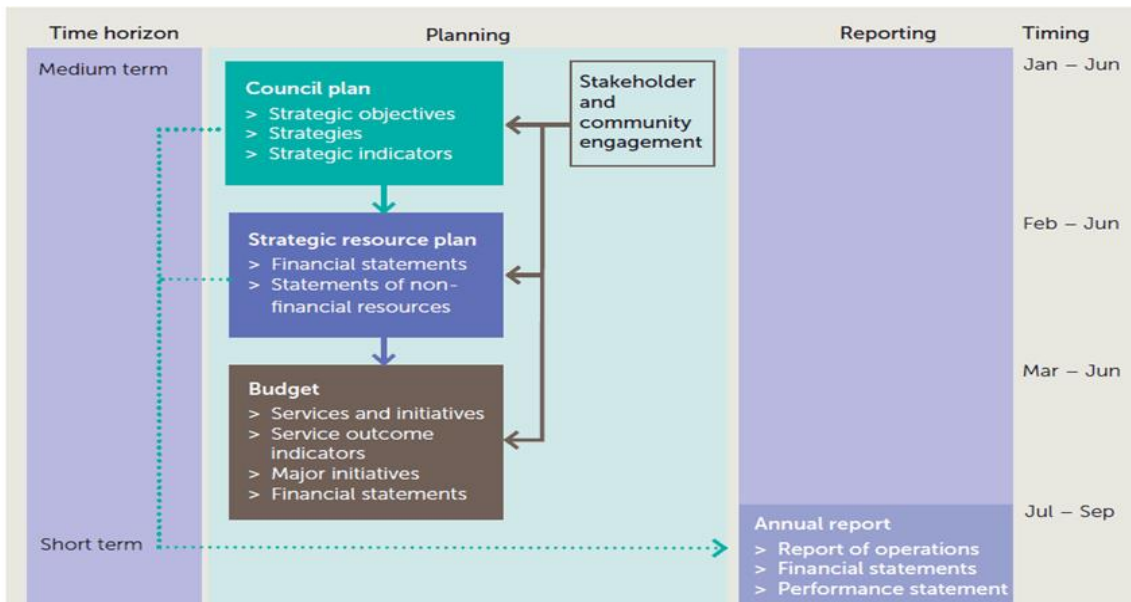 Time horizon
Planning
Reporting
Timing
Medium term
Council plan
> Strategic objectives
> Strategies
> Strategic indicators
Stakeholder
and
community
engagement
Jan – Jun
Strategic resource plan
> Financial statements
> Statements of non-
financial resources
Feb – Jun
Budget
> Services and initiatives
> Service outcome
indicators
> Major initiatives
> Financial statements
Mar – Jun
Short term
Annual report
> Report of operations
> Financial statements
> Performance statement
Jul – Sep